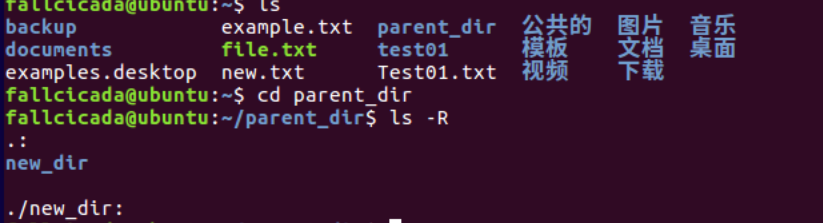 fallcicada@ubuntu:~$ ls
backup example.txt parent_dir 公共的 图片 音乐
documents file.txt test01 模板 文档 桌面
examples.desktop new.txt Test01.txt 视频 下载
fallcicada@ubuntu:~$ cd parent_dir
fallcicada@ubuntu:~/parent_dir$ ls -R
.:
new_dir
./new_dir: